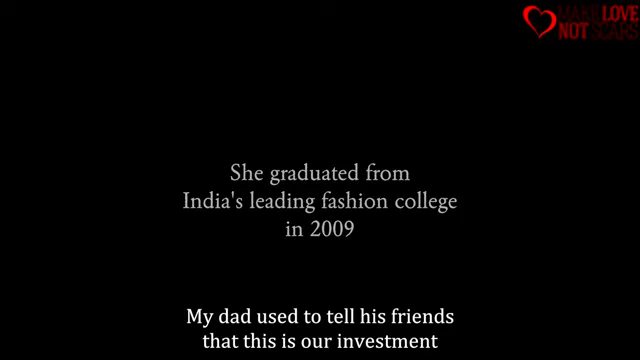 MAKE LOVE
NOT SCARS
She graduated from
India's leading fashion college
in 2009
My dad used to tell his friends
that this is our investment